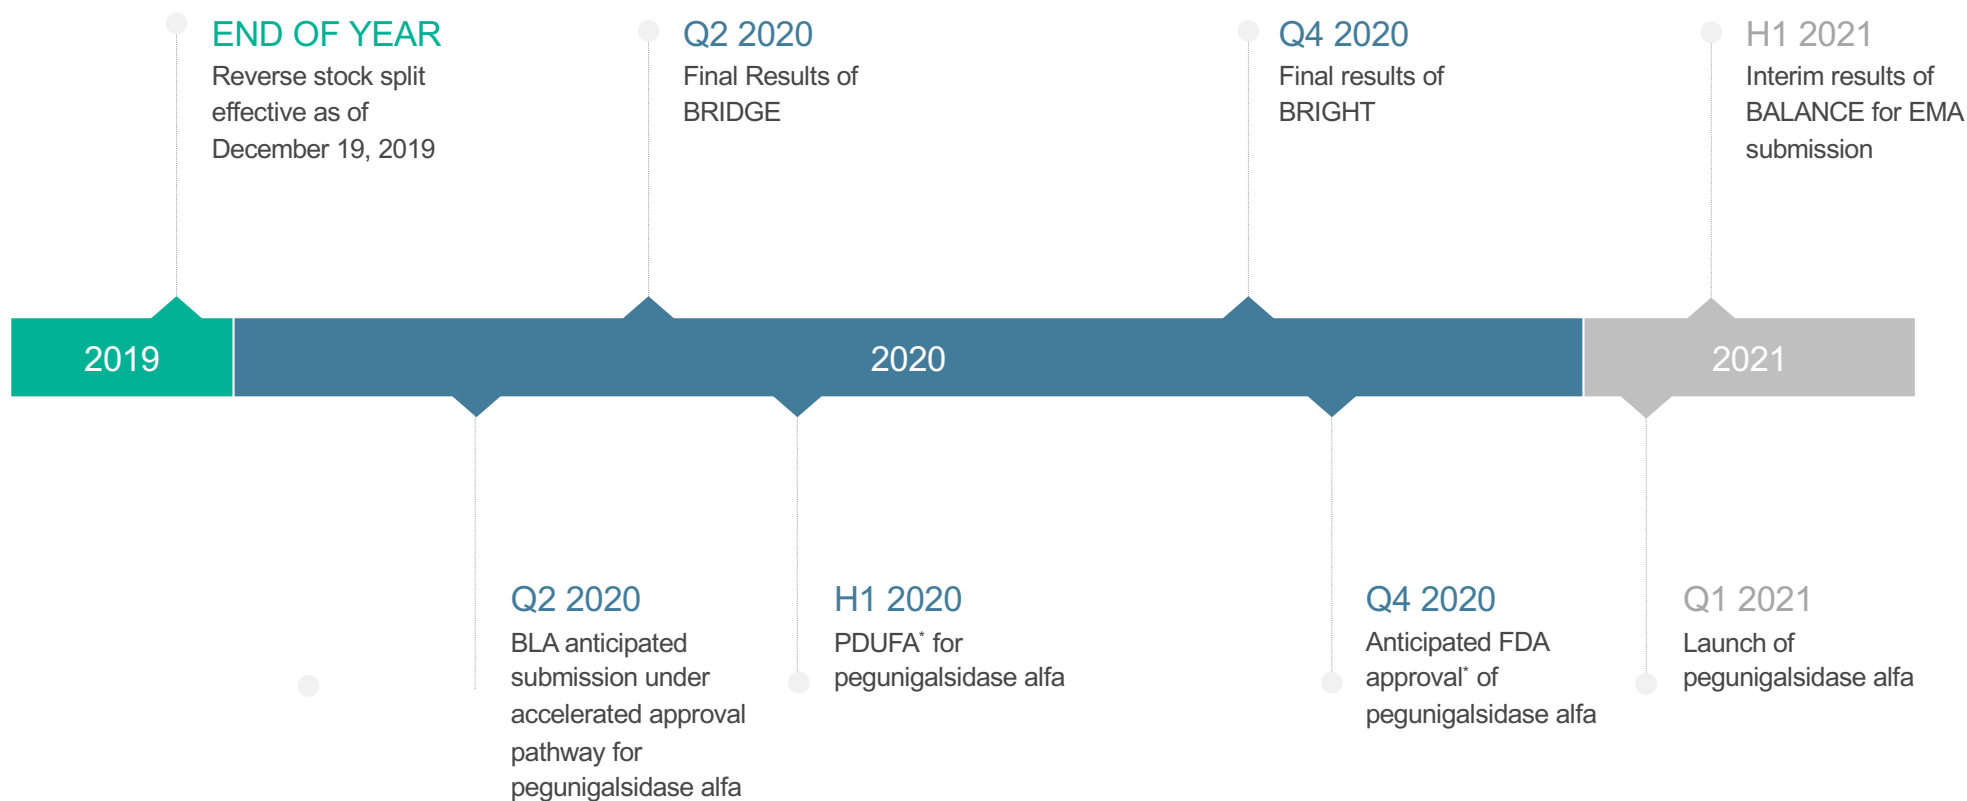 END OF YEAR
Reverse stock split
effective as of
December 19, 2019
Q2 2020
Final Results of
BRIDGE
Q4 2020
Final results of
BRIGHT
H1 2021
Interim results of
BALANCE for EMA
submission
2019
2020
2021
Q2 2020
BLA anticipated
submission under
accelerated approval
pathway for
pegunigalsidase alfa
H1 2020
PDUFA* for
pegunigalsidase alfa
Q4 2020
Anticipated FDA
approval* of
pegunigalsidase alfa
Q1 2021
Launch of
pegunigalsidase alfa